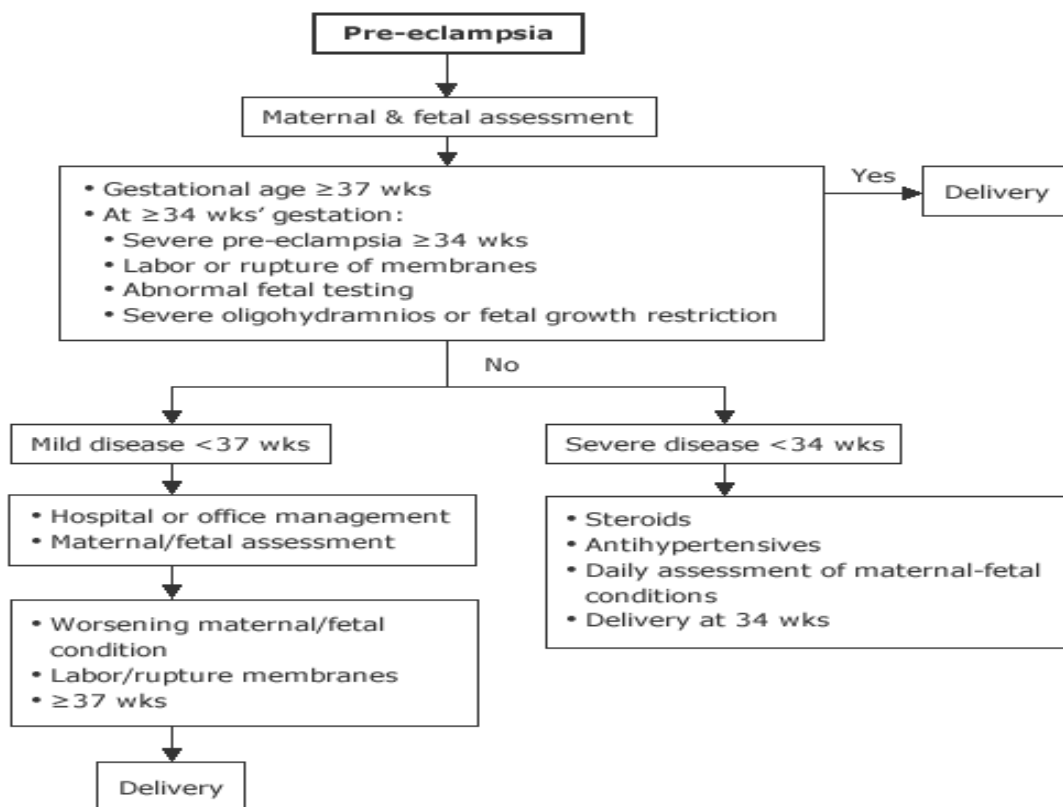 Pre-eclampsia
Maternal & fetal assessment
• Gestational age ≥37 wks
• At ≥34 wks’ gestation:
• Severe pre-eclampsia ≥34 wks
• Labor or rupture of membranes
• Abnormal fetal testing
• Severe oligohydramnios or fetal growth restriction
Yes
Delivery
No
Mild disease <37 wks
• Hospital or office management
• Maternal/fetal assessment
• Worsening maternal/fetal
condition
• Labor/rupture membranes
• ≥37 wks
Delivery
Severe disease <34 wks
• Steroids
• Antihypertensives
• Daily assessment of maternal-fetal
conditions
• Delivery at 34 wks